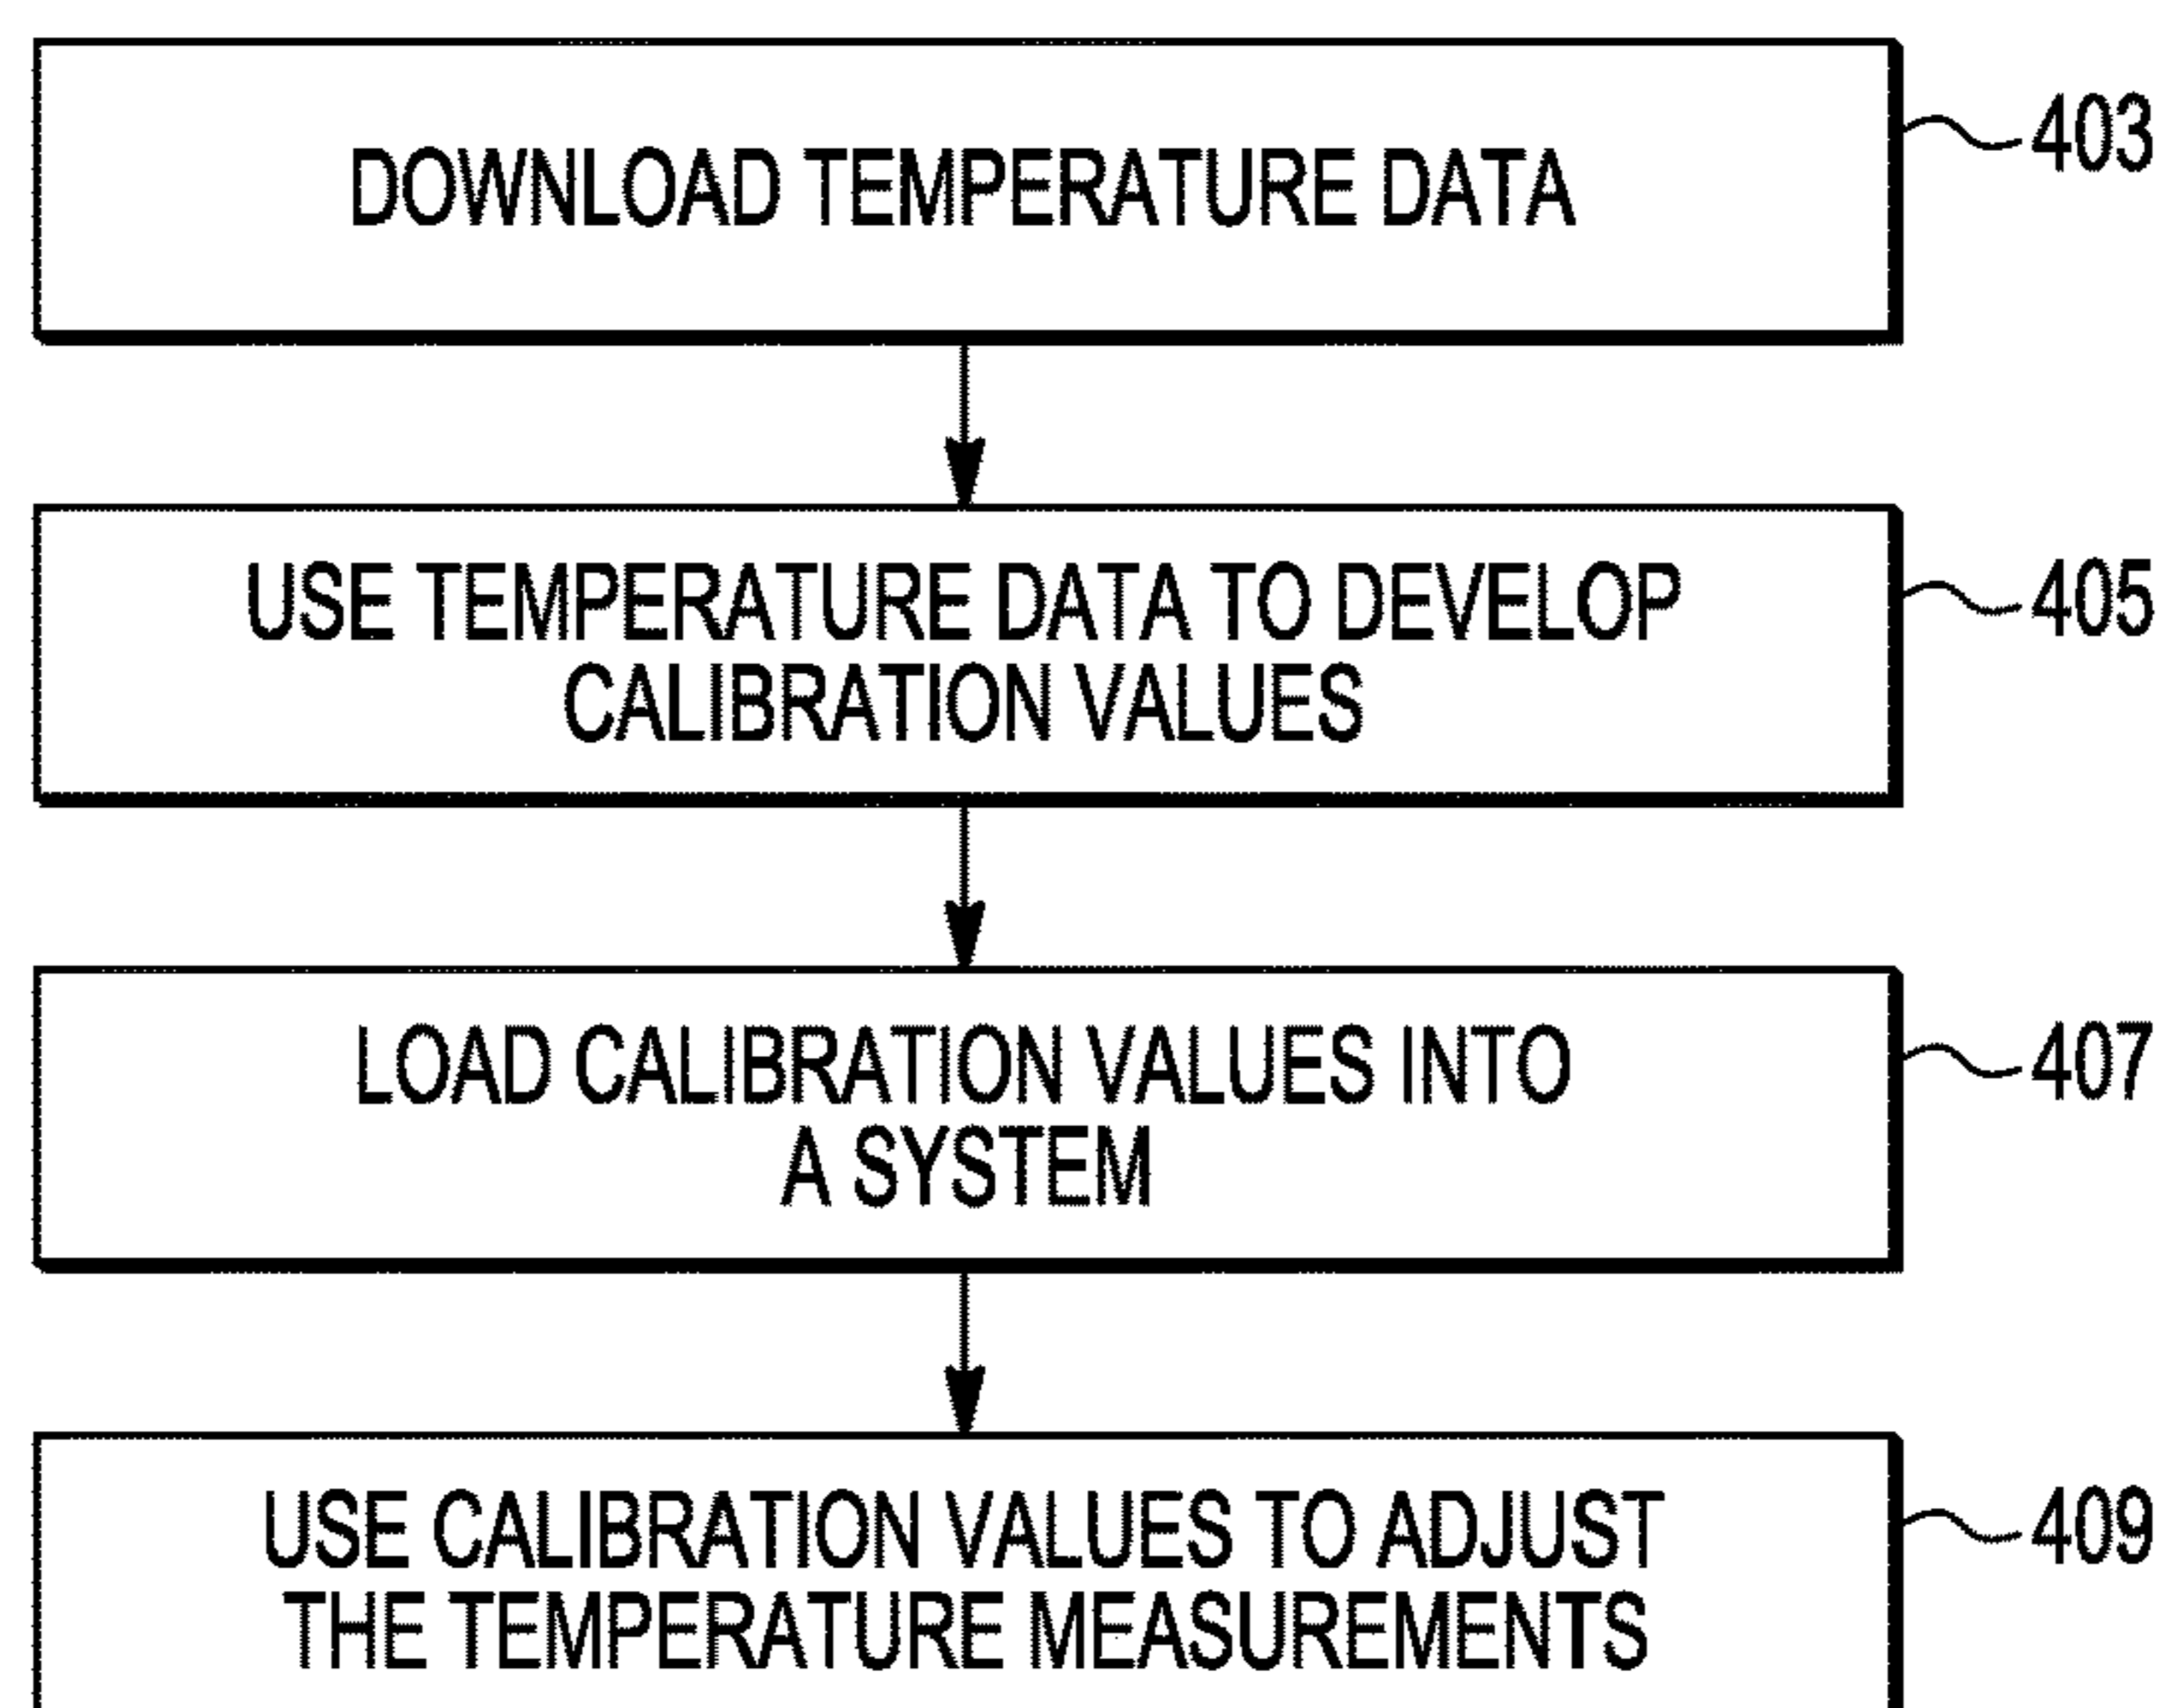 DOWNLOAD TEMPERATURE DATA
403
USE TEMPERATURE DATA TO DEVELOP
CALIBRATION VALUES
405
LOAD CALIBRATION VALUES INTO
A SYSTEM
407
USE CALIBRATION VALUES TO ADJUST
THE TEMPERATURE MEASUREMENTS
409